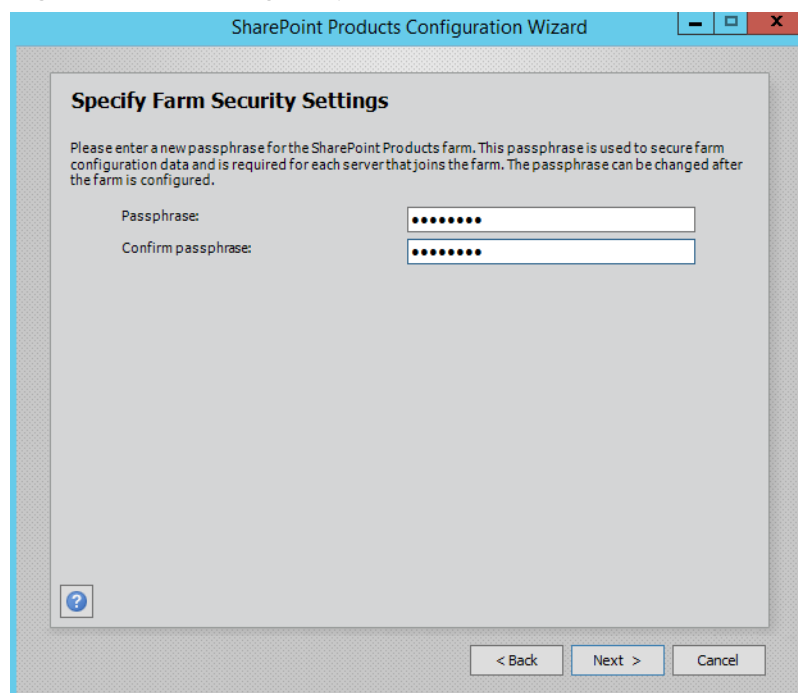 SharePoint Products Configuration Wizard
Specify Farm Security Settings
Please enter a new passphrase for the SharePoint Products farm. This passphrase is used to secure farm
configuration data and is required for each server that joins the farm. The passphrase can be changed after
the farm is configured.
Passphrase: ••••••••
Confirm passphrase: ••••••••
?
< Back Next > Cancel